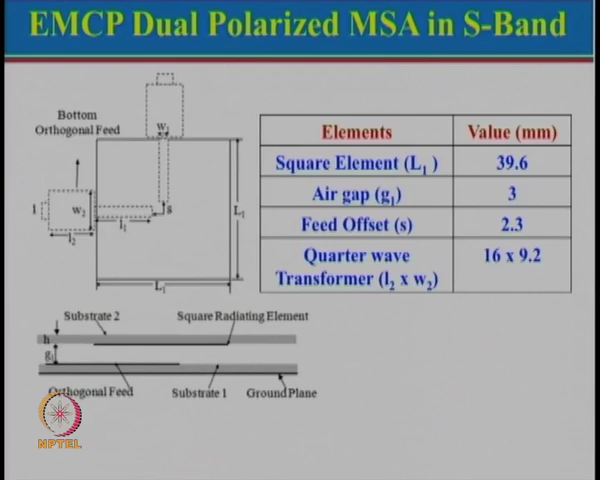 EMCP Dual Polarized MSA in S-Band
Bottom
Orthogonal Feed
W₁
l
w₂
s
l₁
l₂
L₁
L₁
Elements Value (mm)
Square Element (L₁ ) 39.6
Air gap (g₁) 3
Feed Offset (s) 2.3
Quarter wave 16 x 9.2
Transformer (l₂ x w₂)
Substrate 2 Square Radiating Element
h
g₁
Orthogonal Feed Substrate 1 Ground Plane
NPTEL